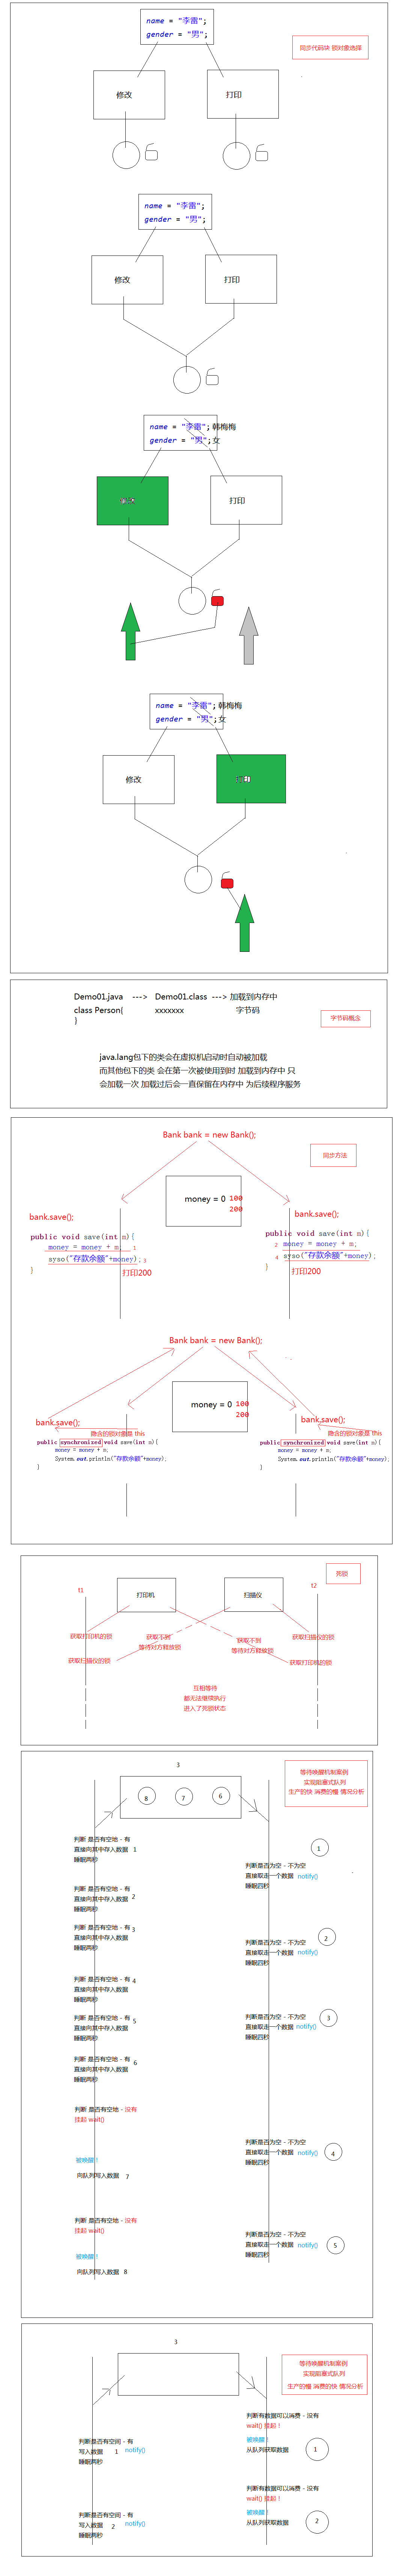 name = "李雷";
gender = "男";
同步代码块 锁对象选择
修改
打印
name = "李雷";
gender = "男";
修改
打印
name = "李雷"; 韩梅梅
gender = "男"; 女
打印
name = "李雷"; 韩梅梅
gender = "男"; 女
修改
打印
Demo01.java ---> Demo01.class ---> 加载到内存中
class Person{ xxxxxxx 字节码
}
字节码概念
java.lang包下的类会在虚拟机启动时自动被加载
而其他包下的类 会在第一次被使用到时 加载到内存中 只
会加载一次 加载过后会一直保留在内存中 为后续程序服务
Bank bank = new Bank();
同步方法
money = 0 100
200
bank.save();
public void save(int m){
money = money + m; 1
syso("存款余额"+money); 3
}
打印200
bank.save();
public void save(int m){
2 money = money + m;
4 syso("存款余额"+money);
}
打印200
Bank bank = new Bank();
money = 0 100
200
bank.save();
隐含的锁对象是 this
public synchronized void save(int m){
money = money + m;
System.out.println("存款余额"+money);
}
bank.save();
隐含的锁对象是 this
public synchronized void save(int m){
money = money + m;
System.out.println("存款余额"+money);
}
死锁
t1
打印机
扫描仪
t2
获取打印机的锁
获取不到
等待对方释放锁
获取不到
等待对方释放锁
获取扫描仪的锁
获取扫描仪的锁
获取打印机的锁
互相等待
都无法继续执行
进入了死锁状态
等待唤醒机制案例
实现阻塞式队列
生产的快 消费的慢 情况分析
3
8 7 6
判断 是否有空地 - 有
直接向其中存入数据 1
睡眠两秒
1
判断是否为空 - 不为空
直接取走一个数据 notify()
睡眠四秒
判断 是否有空地 - 有
直接向其中存入数据 2
睡眠两秒
判断 是否有空地 - 有 3
直接向其中存入数据
睡眠两秒
2
判断是否为空 - 不为空
直接取走一个数据 notify()
睡眠四秒
判断 是否有空地 - 有 4
直接向其中存入数据
睡眠两秒
判断 是否有空地 - 有 5
直接向其中存入数据
睡眠两秒
3
判断是否为空 - 不为空
直接取走一个数据 notify()
睡眠四秒
判断 是否有空地 - 有 6
直接向其中存入数据
睡眠两秒
判断 是否有空地 - 没有
挂起 wait()
判断是否为空 - 不为空
直接取走一个数据 notify() 4
睡眠四秒
被唤醒！
向队列写入数据 7
判断 是否有空地 - 没有
挂起 wait()
判断是否为空 - 不为空
直接取走一个数据 notify() 5
睡眠四秒
被唤醒！
向队列写入数据 8
3
等待唤醒机制案例
实现阻塞式队列
生产的慢 消费的快 情况分析
判断有数据可以消费 - 没有
wait() 挂起！
被唤醒！
从队列获取数据 1
判断是否有空间 - 有
写入数据 1 notify()
睡眠两秒
判断有数据可以消费 - 没有
wait() 挂起！
被唤醒！
从队列获取数据 2
判断是否有空间 - 有
写入数据 2 notify()
睡眠两秒